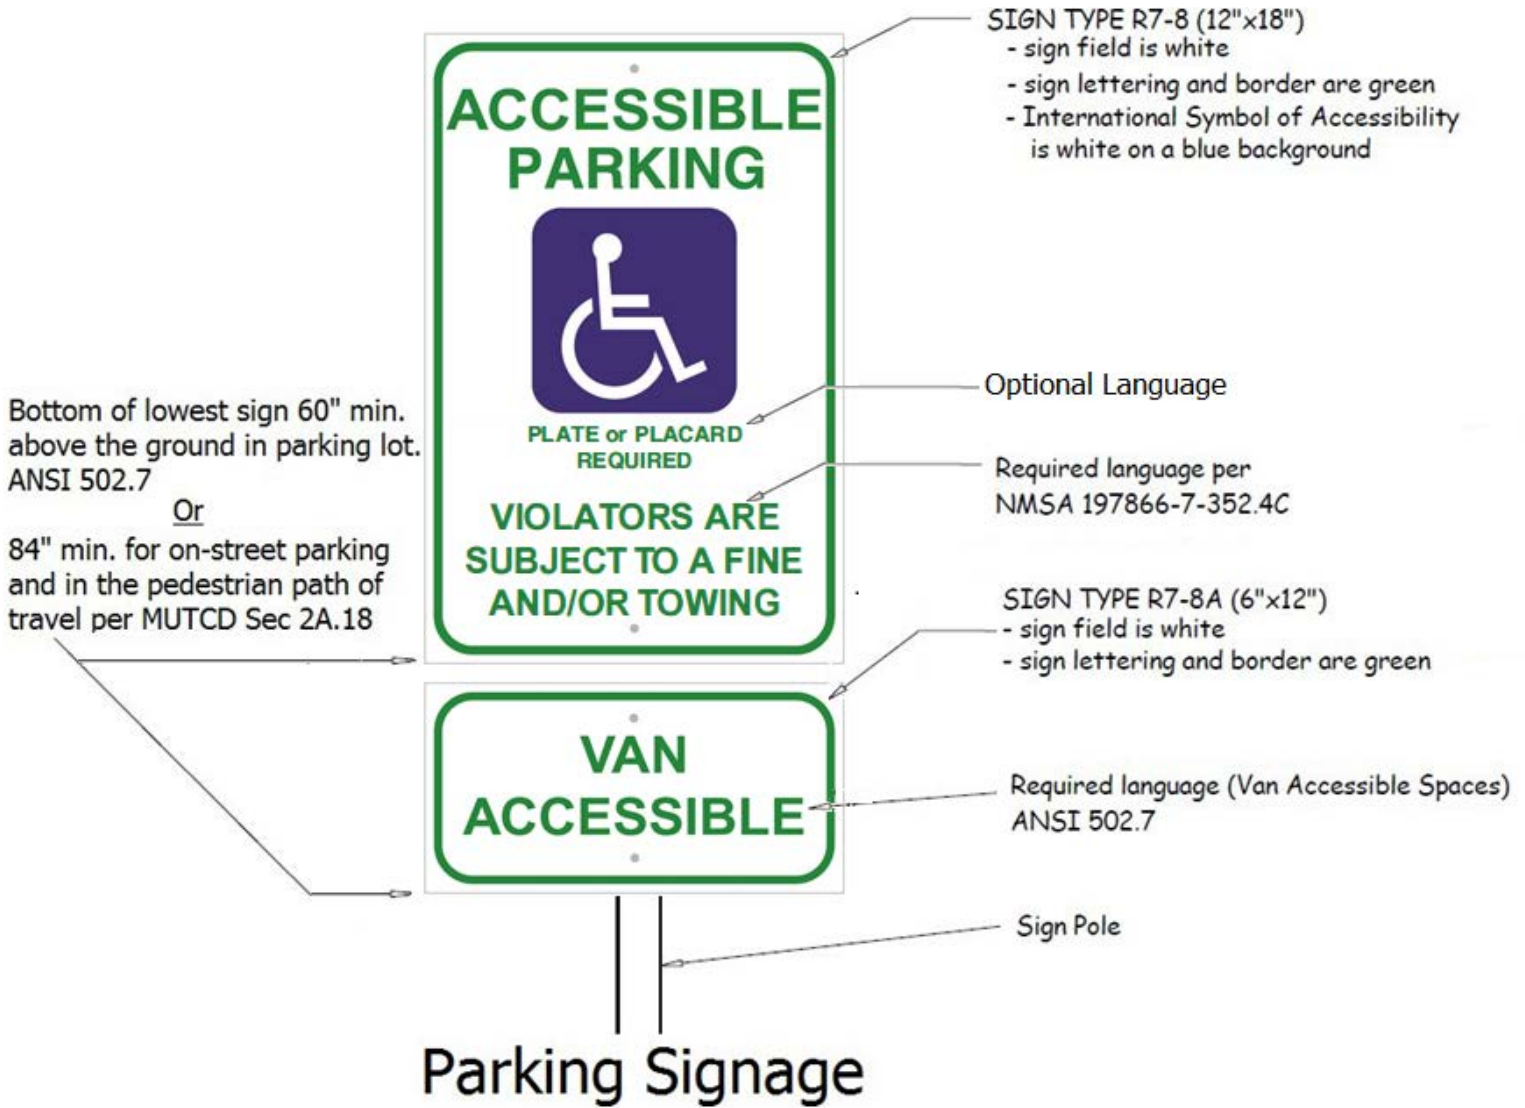 SIGN TYPE R7-8 (12"x18")
- sign field is white
- sign lettering and border are green
- International Symbol of Accessibility
is white on a blue background
ACCESSIBLE
PARKING
Optional Language
PLATE or PLACARD
REQUIRED
Required language per
NMSA 197866-7-352.4C
VIOLATORS ARE
SUBJECT TO A FINE
AND/OR TOWING
Bottom of lowest sign 60" min.
above the ground in parking lot.
ANSI 502.7
Or
84" min. for on-street parking
and in the pedestrian path of
travel per MUTCD Sec 2A.18
SIGN TYPE R7-8A (6"x12")
- sign field is white
- sign lettering and border are green
VAN
ACCESSIBLE
Required language (Van Accessible Spaces)
ANSI 502.7
Sign Pole
Parking Signage